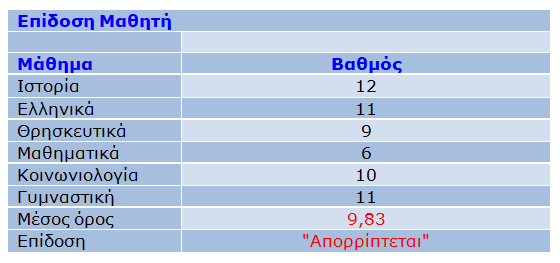 Επίδοση Μαθητή
Μάθημα Βαθμός
Ιστορία 12
Ελληνικά 11
Θρησκευτικά 9
Μαθηματικά 6
Κοινωνιολογία 10
Γυμναστική 11
Μέσος όρος 9,83
Επίδοση "Απορρίπτεται"